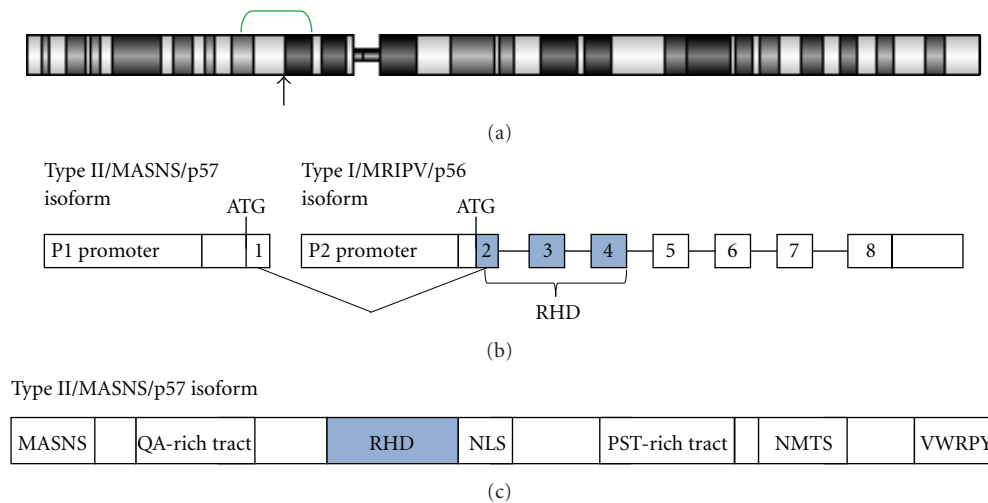 (a)
Type II/MASNS/p57
isoform
Type I/MRIPV/p56
isoform
ATG
ATG
P1 promoter
1
P2 promoter
2
3
4
5
6
7
8
RHD
(b)
Type II/MASNS/p57 isoform
MASNS
QA-rich tract
RHD
NLS
PST-rich tract
NMTS
VWRPY
(c)